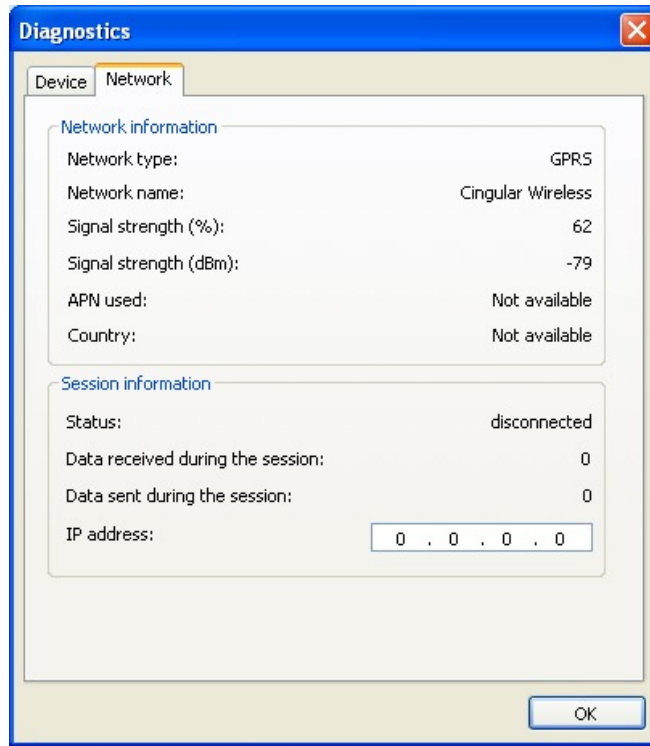 Diagnostics
Device Network
Network information
Network type: GPRS
Network name: Cingular Wireless
Signal strength (%): 62
Signal strength (dBm): -79
APN used: Not available
Country: Not available
Session information
Status: disconnected
Data received during the session: 0
Data sent during the session: 0
IP address: 0 . 0 . 0 . 0
OK